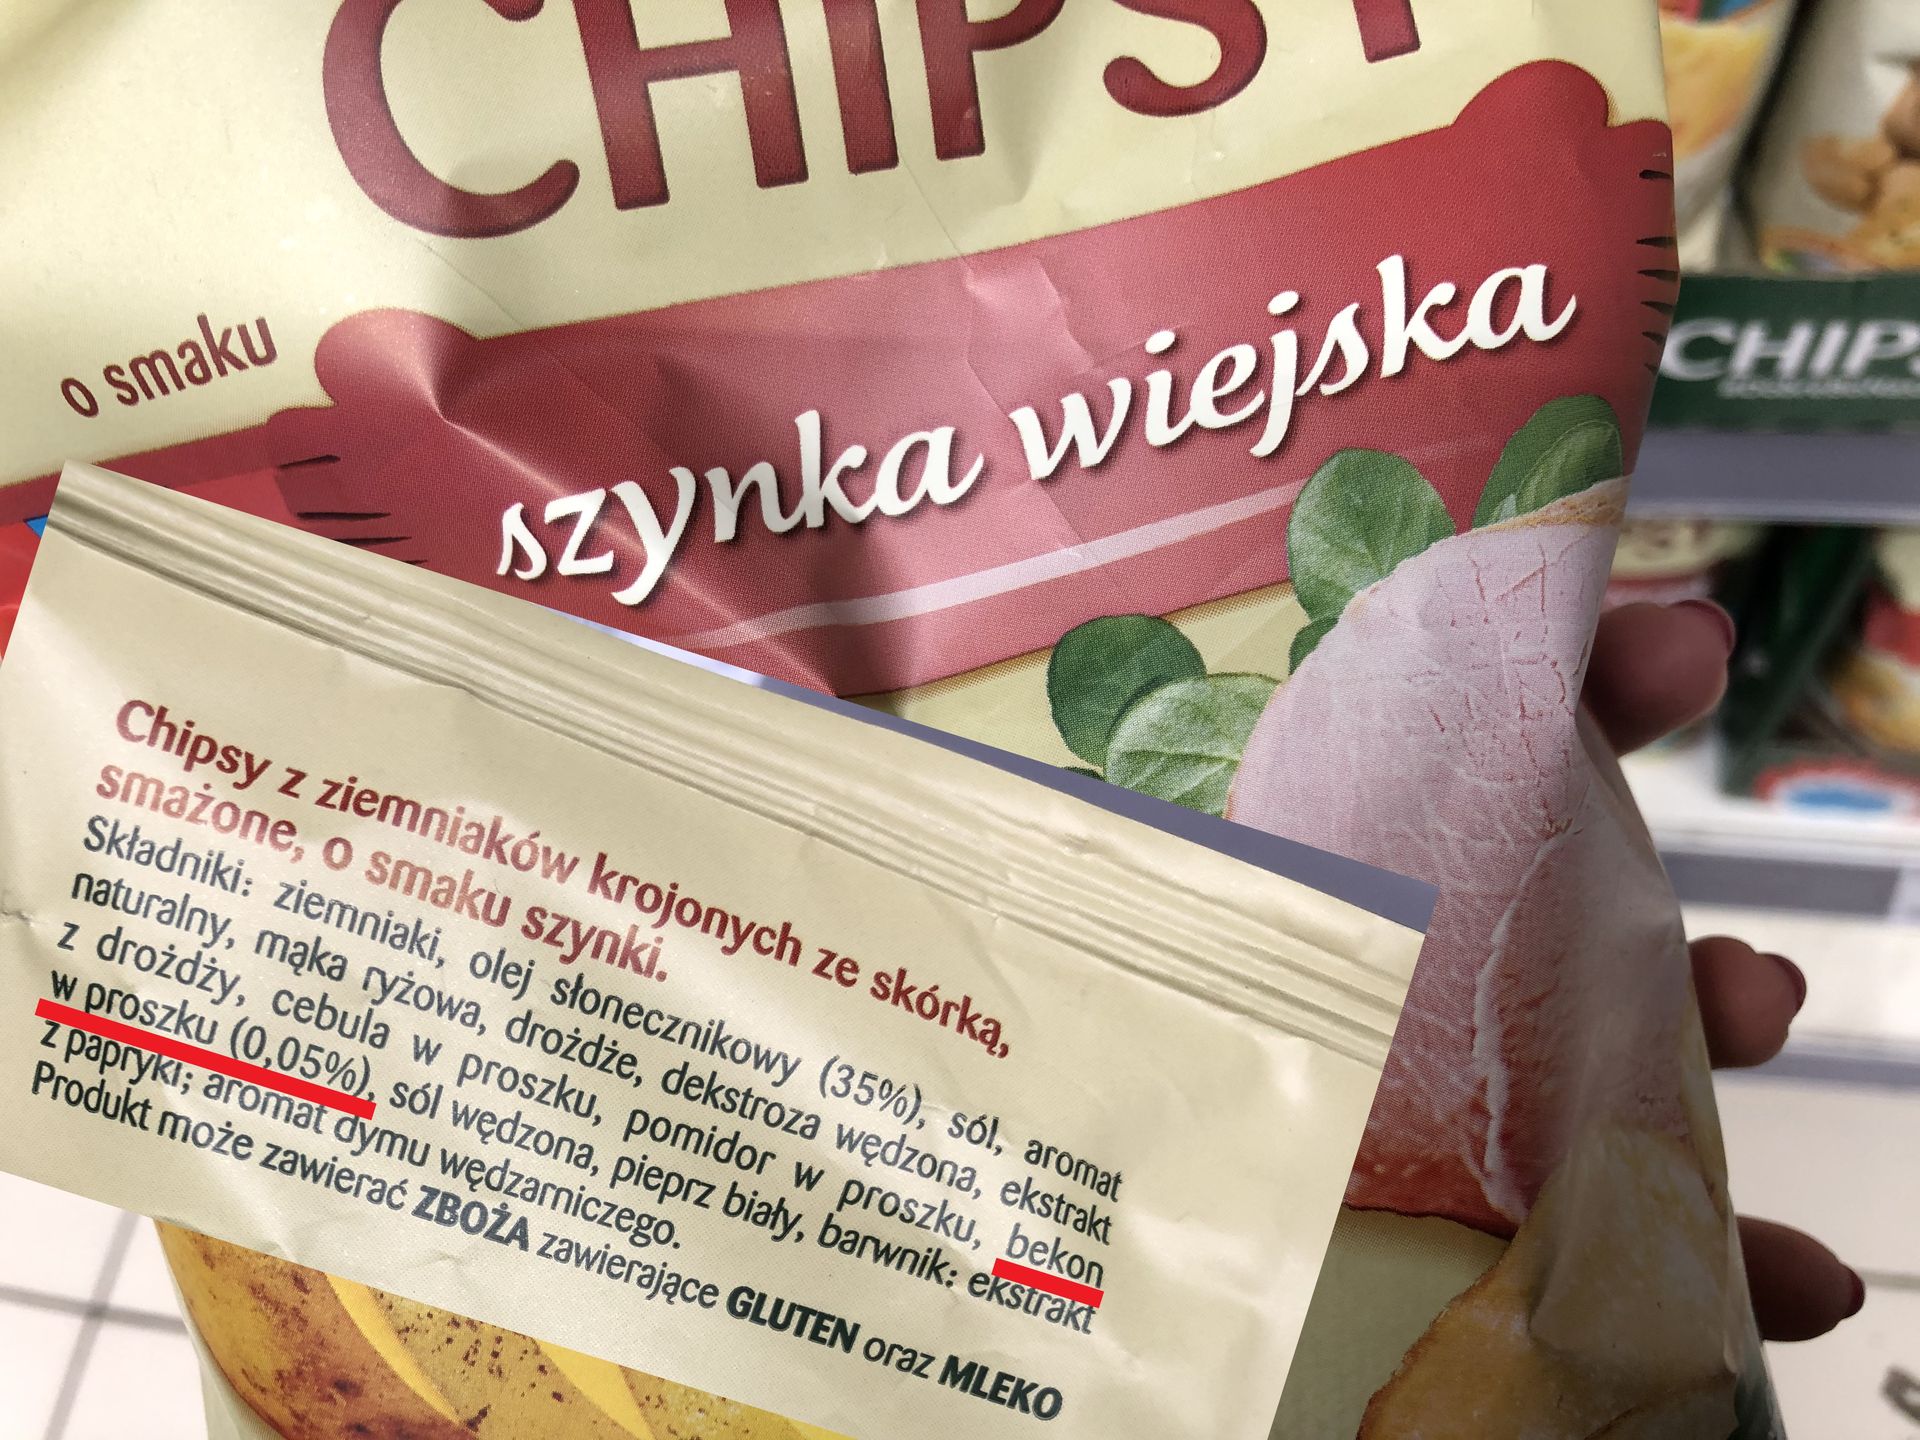 CHIPSY
o smaku
szynka wiejska
CHIPS
Chipsy z ziemniaków krojonych ze skórką,
smażone, o smaku szynki.
Składniki: ziemniaki, olej słonecznikowy (35%), sól, aromat
naturalny, mąka ryżowa, drożdże, dekstroza wędzona, ekstrakt
z drożdży, cebula w proszku, pomidor w proszku, bekon
w proszku (0,05%), sól wędzona, pieprz biały, barwnik: ekstrakt
z papryki; aromat dymu wędzarniczego.
Produkt może zawierać ZBOŻA zawierające GLUTEN oraz MLEKO